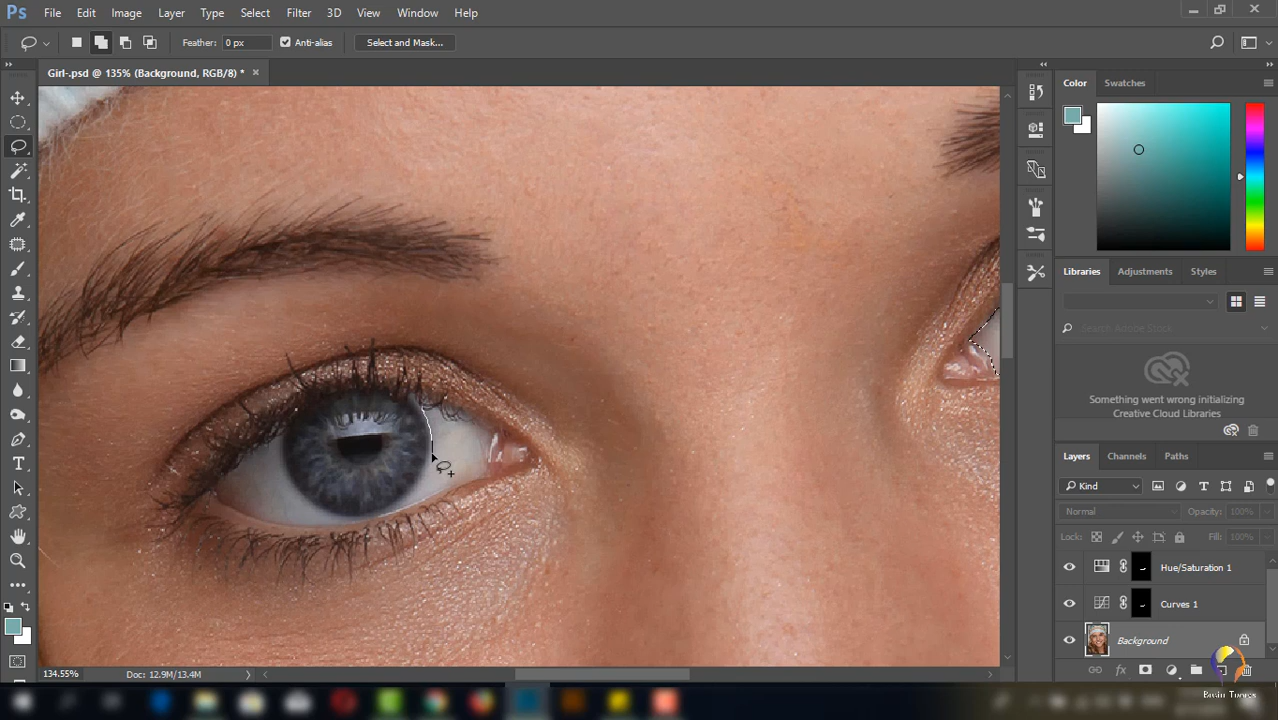 Ps File Edit Image Layer Type Select Filter 3D View Window Help
Feather: 0 px Anti-alias Select and Mask...
Girl-.psd @ 135% (Background, RGB/8) *
Color Swatches
Libraries Adjustments Styles
Search Adobe Stock
Something went wrong initializing
Creative Cloud Libraries
Layers Channels Paths
Kind
Normal Opacity: 100%
Lock: Fill: 100%
Hue/Saturation 1
Curves 1
Background
134.55% Doc: 12.9M/13.4M